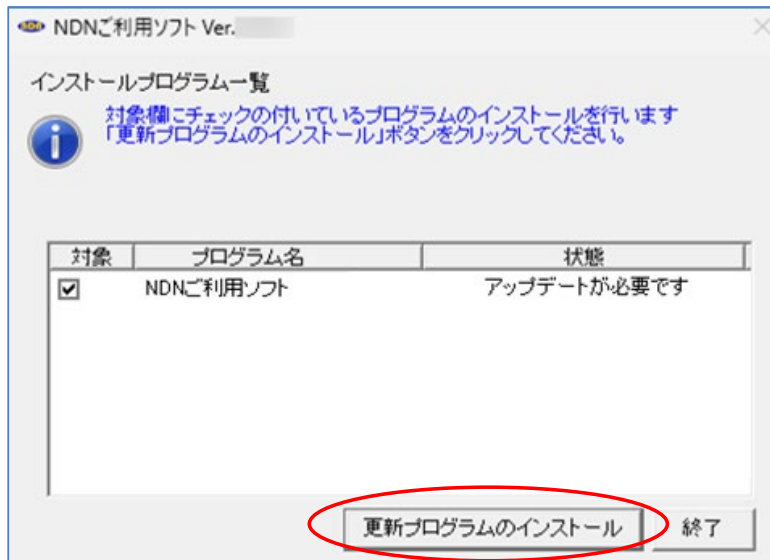 NDNご利用ソフト Ver.
インストールプログラム一覧
対象欄にチェックの付いているプログラムのインストールを行います
「更新プログラムのインストール」ボタンをクリックしてください。
対象 プログラム名 状態
NDNご利用ソフト アップデートが必要です
更新プログラムのインストール 終了